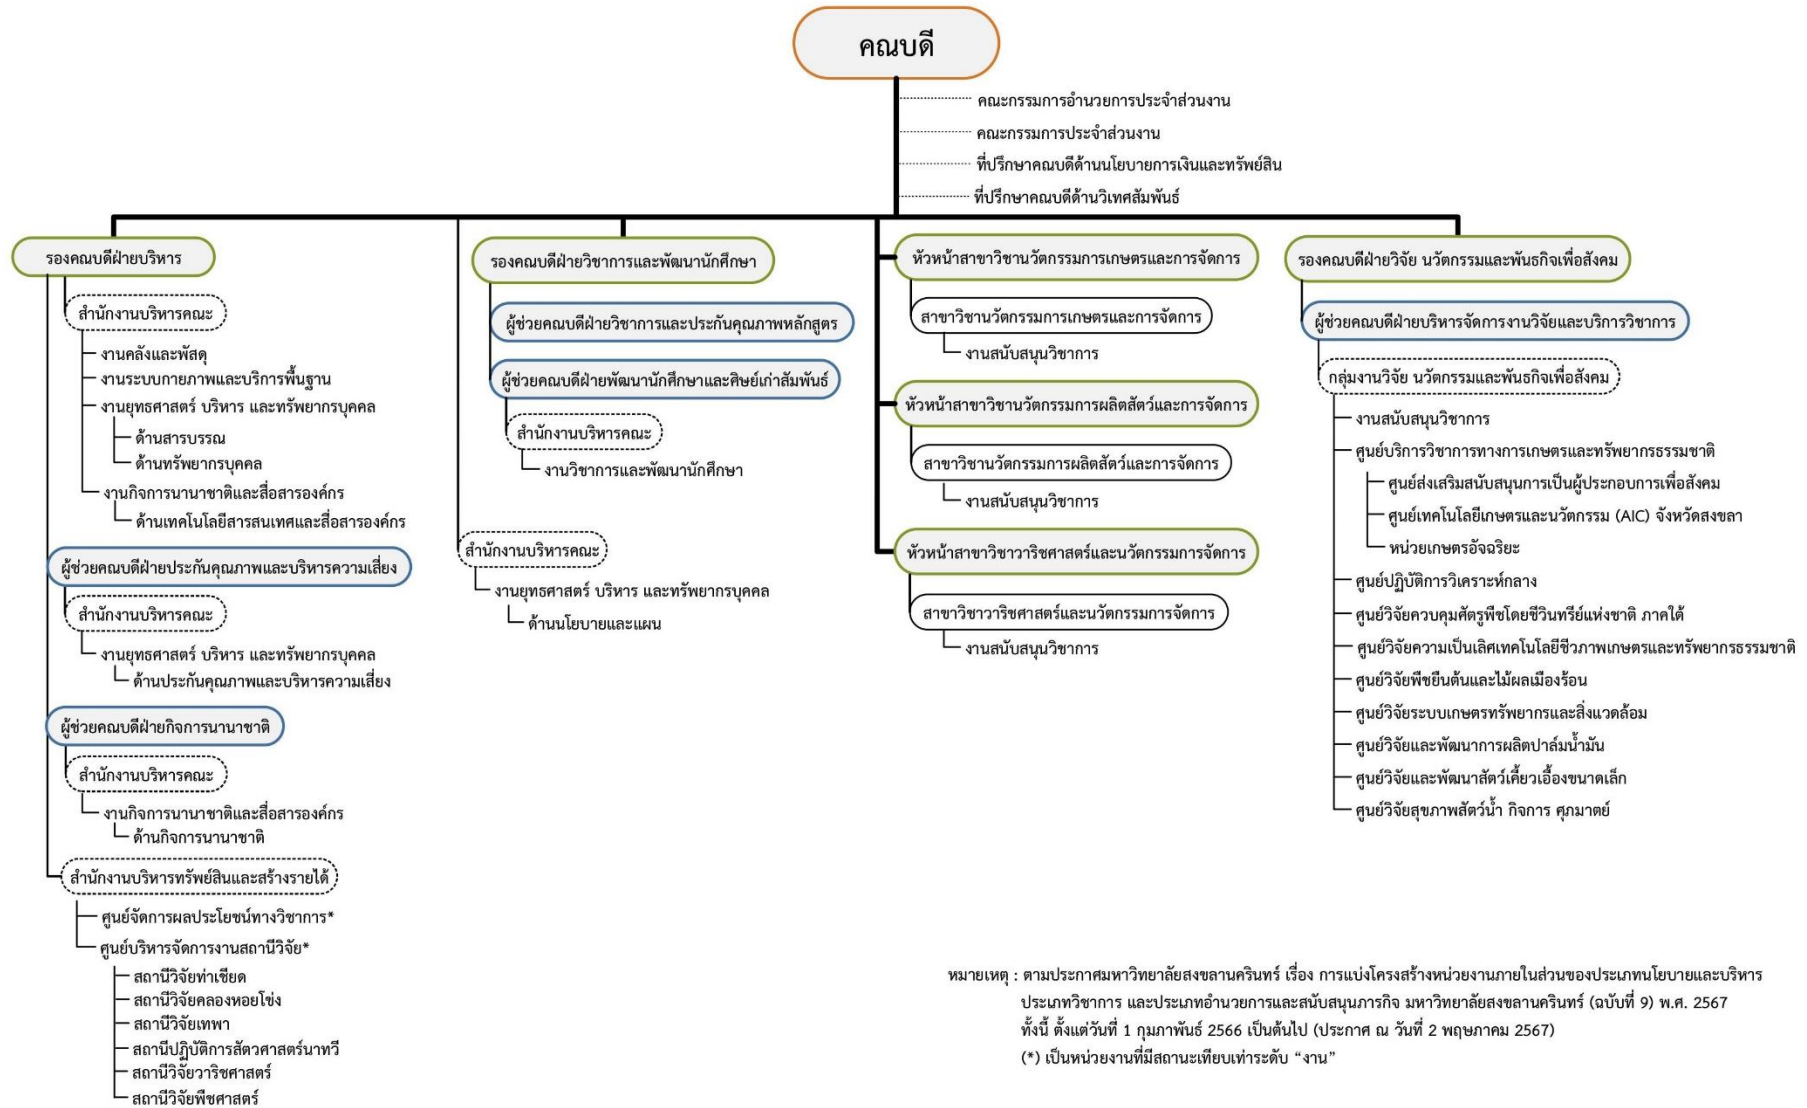 คณบดี
คณะกรรมการอำนวยการประจำส่วนงาน
คณะกรรมการประจำส่วนงาน
ที่ปรึกษาคณบดีด้านนโยบายการเงินและทรัพย์สิน
ที่ปรึกษาคณบดีด้านวิเทศสัมพันธ์
รองคณบดีฝ่ายบริหาร
สำนักงานบริหารคณะ
งานคลังและพัสดุ
งานระบบกายภาพและบริการพื้นฐาน
งานยุทธศาสตร์ บริหาร และทรัพยากรบุคคล
ด้านสารบรรณ
ด้านทรัพยากรบุคคล
งานกิจการนานาชาติและสื่อสารองค์กร
ด้านเทคโนโลยีสารสนเทศและสื่อสารองค์กร
ผู้ช่วยคณบดีฝ่ายประกันคุณภาพและบริหารความเสี่ยง
สำนักงานบริหารคณะ
งานยุทธศาสตร์ บริหาร และทรัพยากรบุคคล
ด้านประกันคุณภาพและบริหารความเสี่ยง
ผู้ช่วยคณบดีฝ่ายกิจการนานาชาติ
สำนักงานบริหารคณะ
งานกิจการนานาชาติและสื่อสารองค์กร
ด้านกิจการนานาชาติ
สำนักงานบริหารทรัพย์สินและสร้างรายได้
ศูนย์จัดการผลประโยชน์ทางวิชาการ*
ศูนย์บริหารจัดการงานสถานีวิจัย*
สถานีวิจัยท่าเชียด
สถานีวิจัยคลองหอยโข่ง
สถานีวิจัยเทพา
สถานีปฏิบัติการสัตวศาสตร์นาทวี
สถานีวิจัยวาริชศาสตร์
สถานีวิจัยพืชศาสตร์
รองคณบดีฝ่ายวิชาการและพัฒนานักศึกษา
ผู้ช่วยคณบดีฝ่ายวิชาการและประกันคุณภาพหลักสูตร
ผู้ช่วยคณบดีฝ่ายพัฒนานักศึกษาและศิษย์เก่าสัมพันธ์
สำนักงานบริหารคณะ
งานวิชาการและพัฒนานักศึกษา
สำนักงานบริหารคณะ
งานยุทธศาสตร์ บริหาร และทรัพยากรบุคคล
ด้านนโยบายและแผน
หัวหน้าสาขาวิชานวัตกรรมการเกษตรและการจัดการ
สาขาวิชานวัตกรรมการเกษตรและการจัดการ
งานสนับสนุนวิชาการ
หัวหน้าสาขาวิชานวัตกรรมการผลิตสัตว์และการจัดการ
สาขาวิชานวัตกรรมการผลิตสัตว์และการจัดการ
งานสนับสนุนวิชาการ
หัวหน้าสาขาวิชาวาริชศาสตร์และนวัตกรรมการจัดการ
สาขาวิชาวาริชศาสตร์และนวัตกรรมการจัดการ
งานสนับสนุนวิชาการ
รองคณบดีฝ่ายวิจัย นวัตกรรมและพันธกิจเพื่อสังคม
ผู้ช่วยคณบดีฝ่ายบริหารจัดการงานวิจัยและบริการวิชาการ
กลุ่มงานวิจัย นวัตกรรมและพันธกิจเพื่อสังคม
งานสนับสนุนวิชาการ
ศูนย์บริการวิชาการทางการเกษตรและทรัพยากรธรรมชาติ
ศูนย์ส่งเสริมสนับสนุนการเป็นผู้ประกอบการเพื่อสังคม
ศูนย์เทคโนโลยีเกษตรและนวัตกรรม (AIC) จังหวัดสงขลา
หน่วยเกษตรอัจฉริยะ
ศูนย์ปฏิบัติการวิเคราะห์กลาง
ศูนย์วิจัยควบคุมศัตรูพืชโดยชีวินทรีย์แห่งชาติ ภาคใต้
ศูนย์วิจัยความเป็นเลิศเทคโนโลยีชีวภาพเกษตรและทรัพยากรธรรมชาติ
ศูนย์วิจัยพืชยืนต้นและไม้ผลเมืองร้อน
ศูนย์วิจัยระบบเกษตรทรัพยากรและสิ่งแวดล้อม
ศูนย์วิจัยและพัฒนาการผลิตปาล์มน้ำมัน
ศูนย์วิจัยและพัฒนาสัตว์เคี้ยวเอื้องขนาดเล็ก
ศูนย์วิจัยสุขภาพสัตว์น้ำ กิจการ ศุภมาตย์
หมายเหตุ : ตามประกาศมหาวิทยาลัยสงขลานครินทร์ เรื่อง การแบ่งโครงสร้างหน่วยงานภายในส่วนของประเภทนโยบายและบริหาร
ประเภทวิชาการ และประเภทอำนวยการและสนับสนุนภารกิจ มหาวิทยาลัยสงขลานครินทร์ (ฉบับที่ 9) พ.ศ. 2567
ทั้งนี้ ตั้งแต่วันที่ 1 กุมภาพันธ์ 2566 เป็นต้นไป (ประกาศ ณ วันที่ 2 พฤษภาคม 2567)
(*) เป็นหน่วยงานที่มีสถานะเทียบเท่าระดับ “งาน”